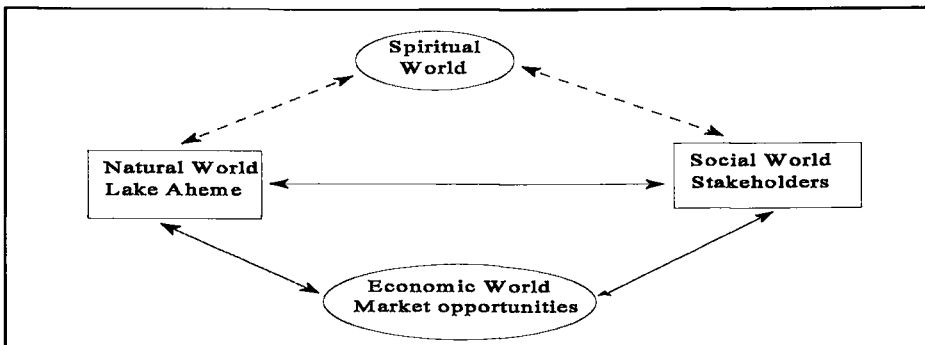 Spiritual
World
Natural World
Lake Aheme
Social World
Stakeholders
Economic World
Market opportunities